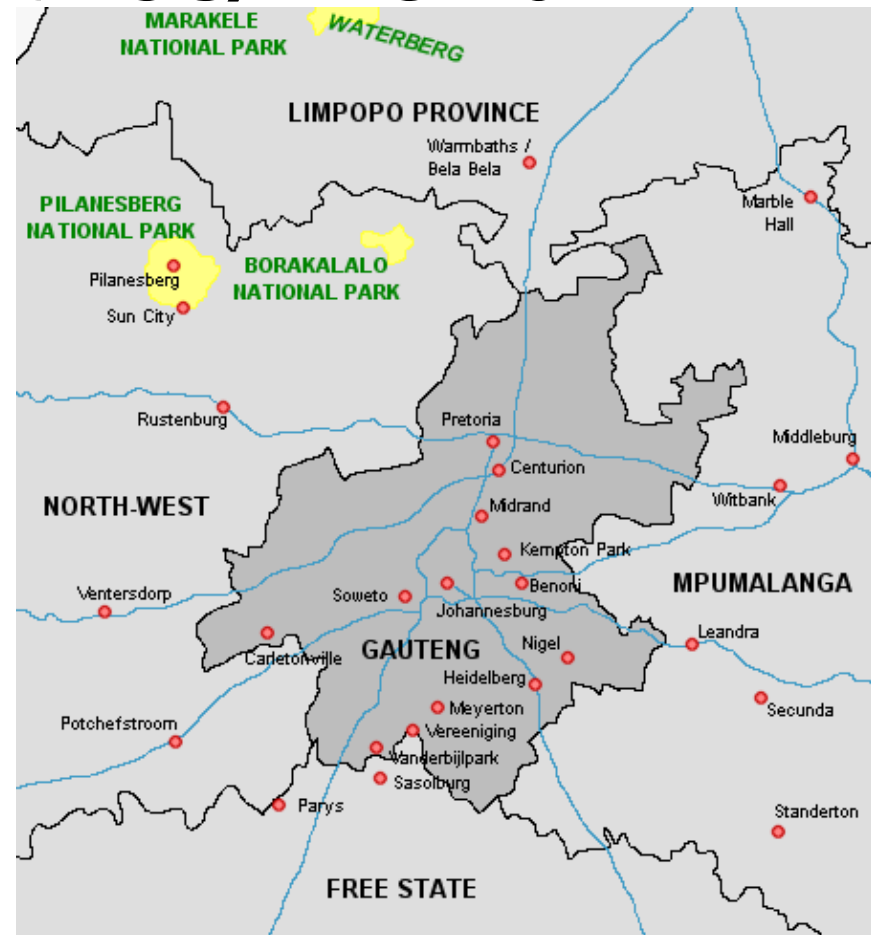 MARAKELE
NATIONAL PARK
WATERBERG
LIMPOPO PROVINCE
Warmbaths /
Bela Bela
Marble
Hall
PILANESBERG
NATIONAL PARK
Pilanesberg
BORAKALALO
NATIONAL PARK
Sun City
Rustenburg
Pretoria
Middleburg
Centurion
Witbank
NORTH-WEST
Midrand
Kempton Park
Benoni
MPUMALANGA
Ventersdorp
Soweto
Johannesburg
Leandra
Carletonville
GAUTENG
Nigel
Heidelberg
Meyerton
Secunda
Potchefstroom
Vereeniging
Vanderbijlpark
Sasolburg
Parys
Standerton
FREE STATE